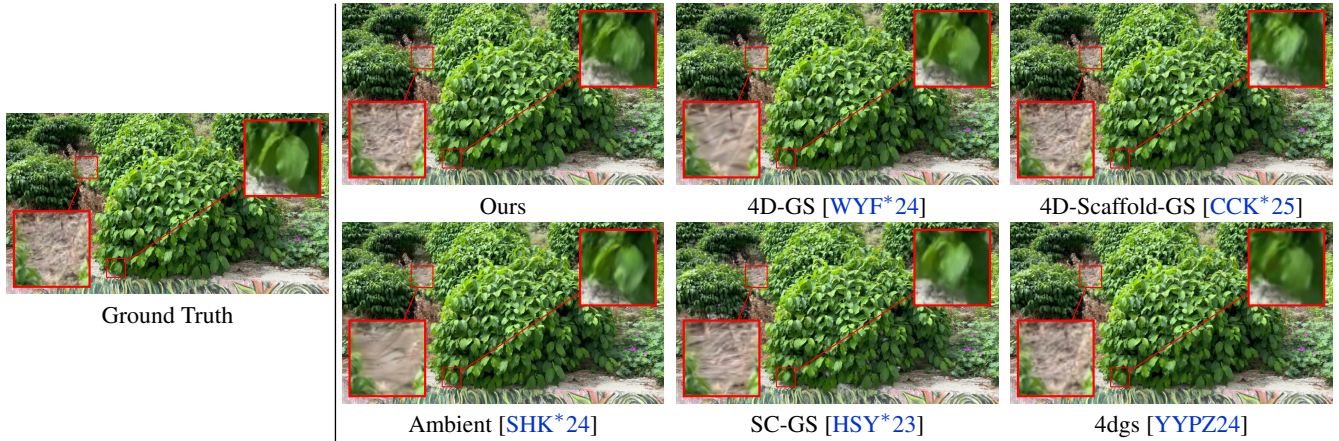 Ground Truth
Ours
4D-GS [WYF*24]
4D-Scaffold-GS [CCK*25]
Ambient [SHK*24]
SC-GS [HSY*23]
4dgs [YYPZ24]